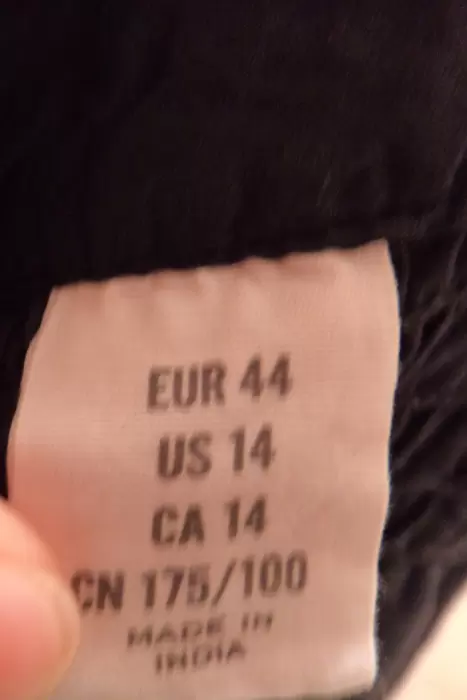 EUR 44
US 14
CA 14
CN 175/100
MADE IN
INDIA